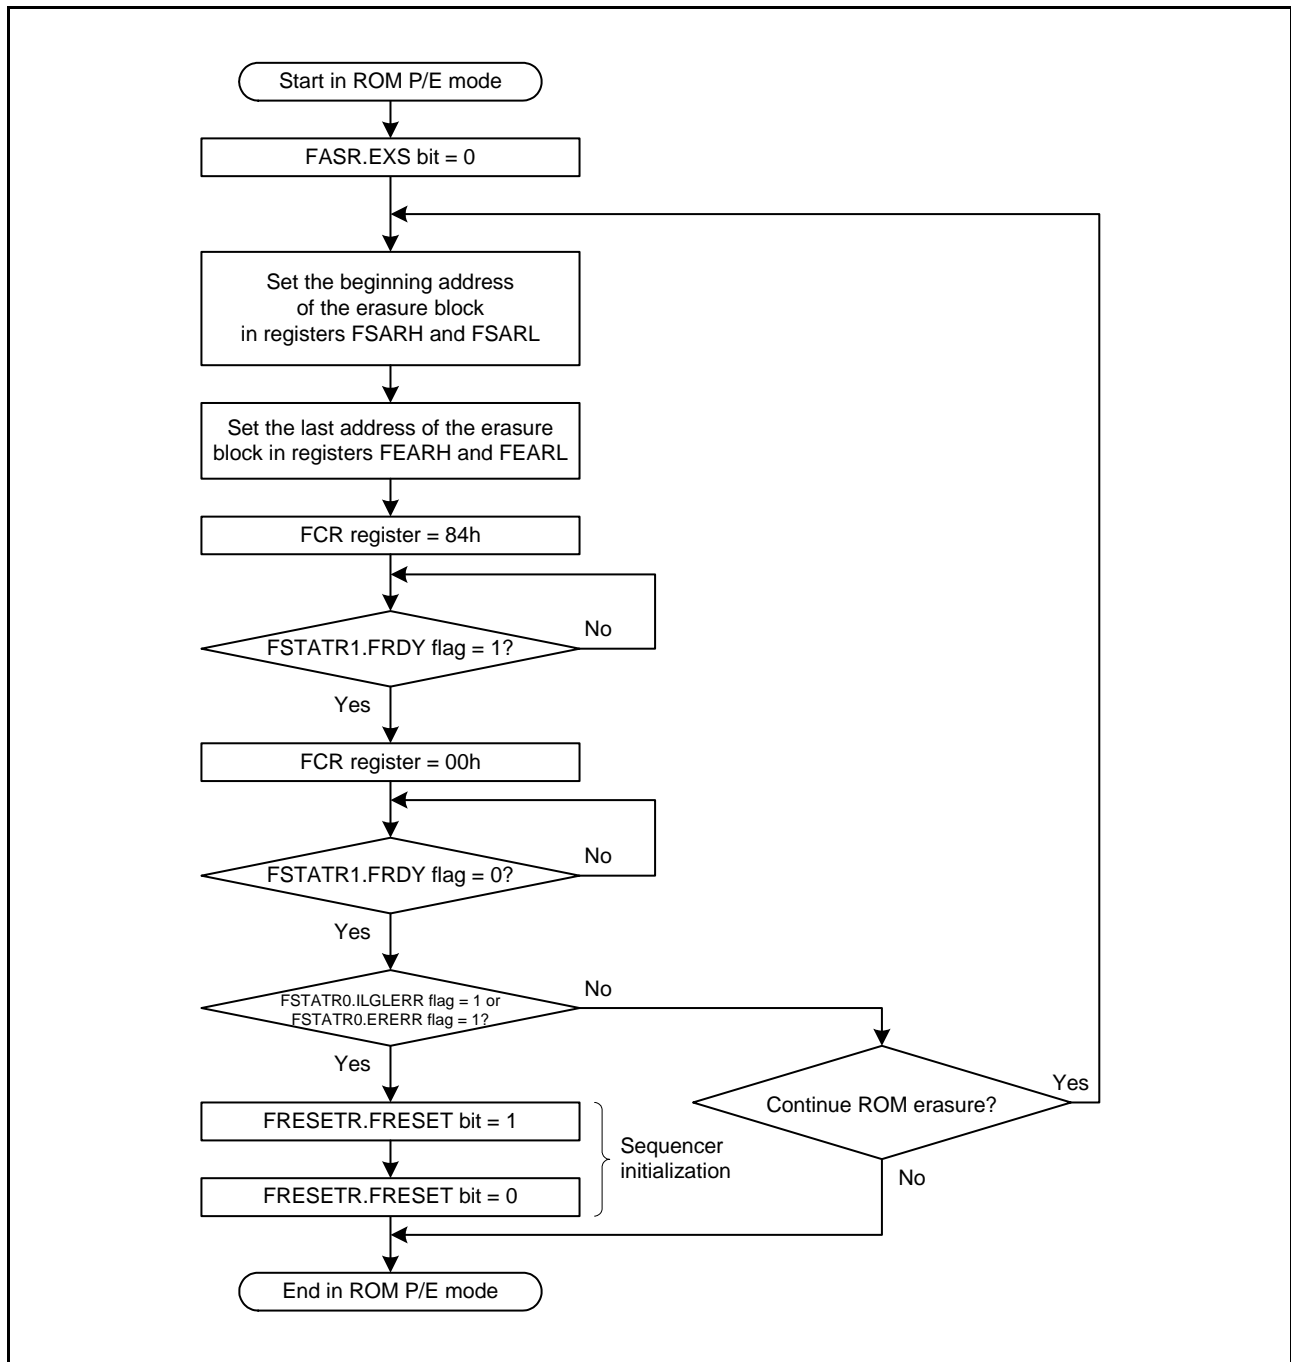 Start in ROM P/E mode
FASR.EXS bit = 0
Set the beginning address
of the erasure block
in registers FSARH and FSARL
Set the last address of the erasure
block in registers FEARH and FEARL
FCR register = 84h
FSTATR1.FRDY flag = 1?
No
Yes
FCR register = 00h
FSTATR1.FRDY flag = 0?
No
Yes
FSTATR0.ILGLERR flag = 1 or
FSTATR0.ERERR flag = 1?
No
Yes
Continue ROM erasure?
Yes
No
FRESETR.FRESET bit = 1
FRESETR.FRESET bit = 0
Sequencer
initialization
End in ROM P/E mode